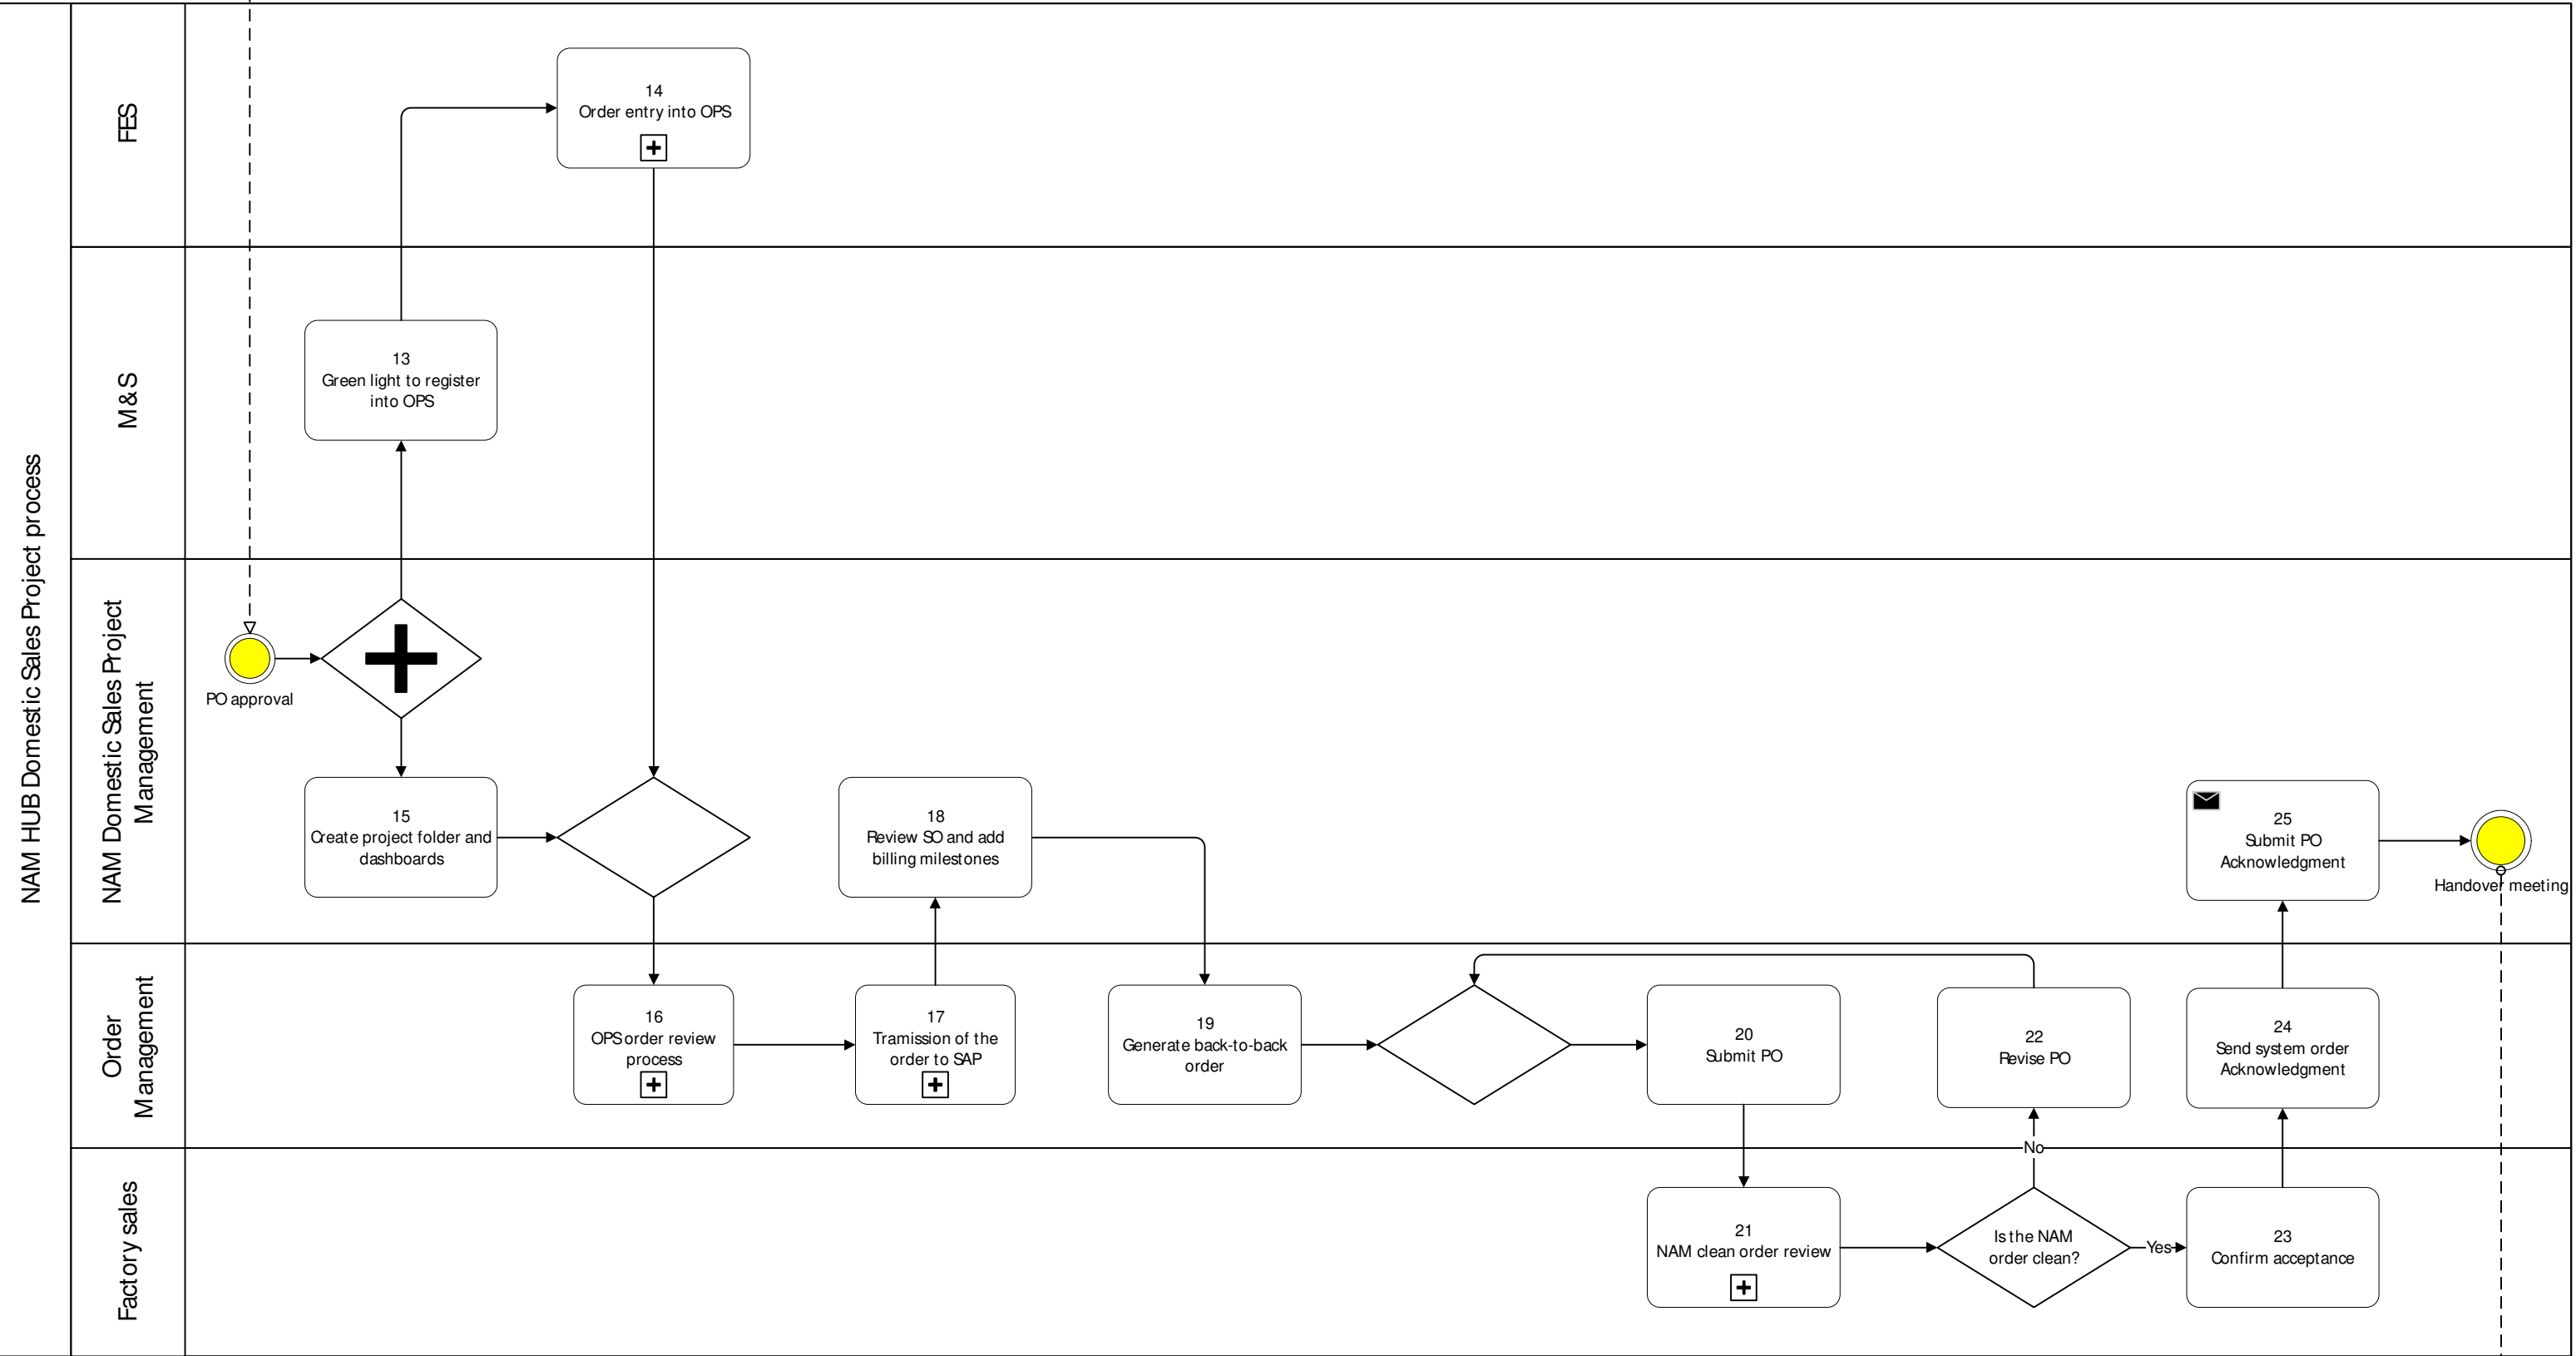 NAM HUB Domestic Sales Project process
FES
14
Order entry into OPS
M&S
13
Green light to register
into OPS
NAM Domestic Sales Project
Management
PO approval
15
Create project folder and
dashboards
18
Review SO and add
billing milestones
25
Submit PO
Acknowledgment
Handover meeting
Order
Management
16
OPS order review
process
17
Tramission of the
order to SAP
19
Generate back-to-back
order
20
Submit PO
22
Revise PO
24
Send system order
Acknowledgment
No
Factory sales
21
NAM clean order review
Is the NAM
order clean?
Yes
23
Confirm acceptance